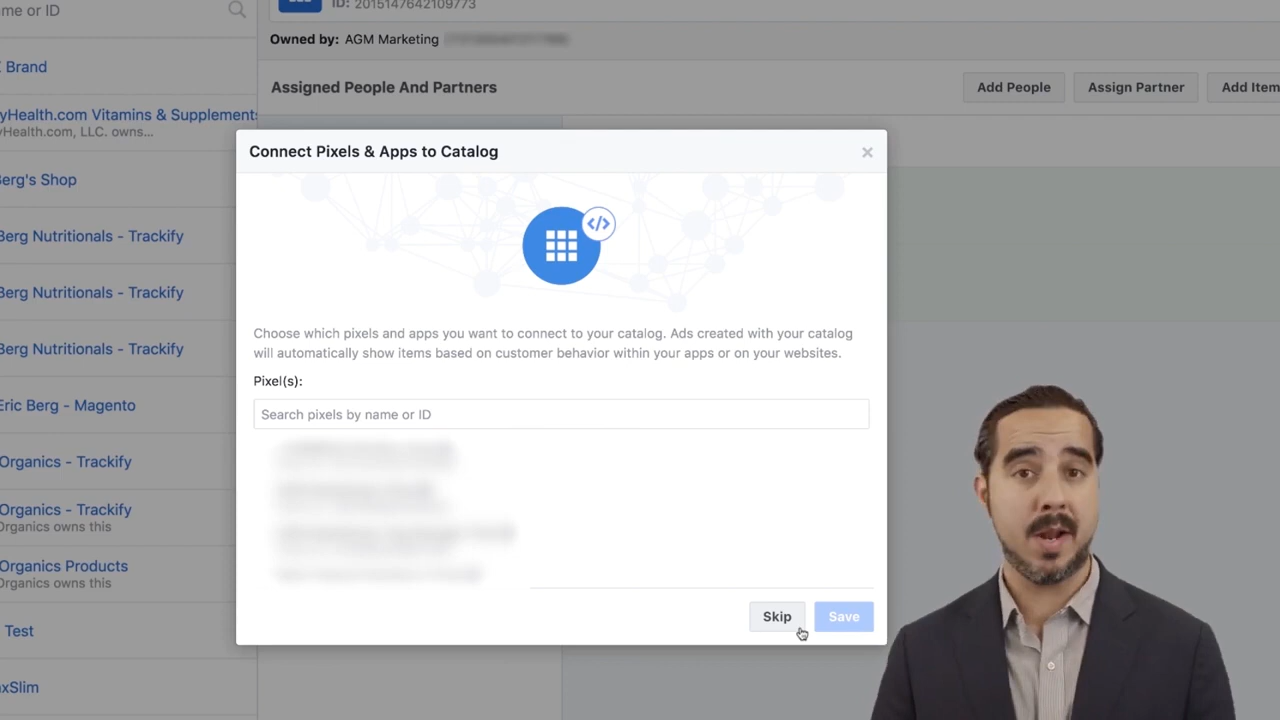 me or ID
ID: 2015147642109773
Owned by: AGM Marketing
Brand
Assigned People And Partners
Add People
Assign Partner
Add Item
yHealth.com Vitamins & Supplements
yHealth.com, LLC. owns...
Connect Pixels & Apps to Catalog
erg's Shop
</>
Berg Nutritionals - Trackify
Berg Nutritionals - Trackify
Choose which pixels and apps you want to connect to your catalog. Ads created with your catalog
will automatically show items based on customer behavior within your apps or on your websites.
Berg Nutritionals - Trackify
Pixel(s):
Search pixels by name or ID
Eric Berg - Magento
Organics - Trackify
Organics - Trackify
Organics owns this
Organics Products
Organics owns this
Skip
Save
Test
xSlim